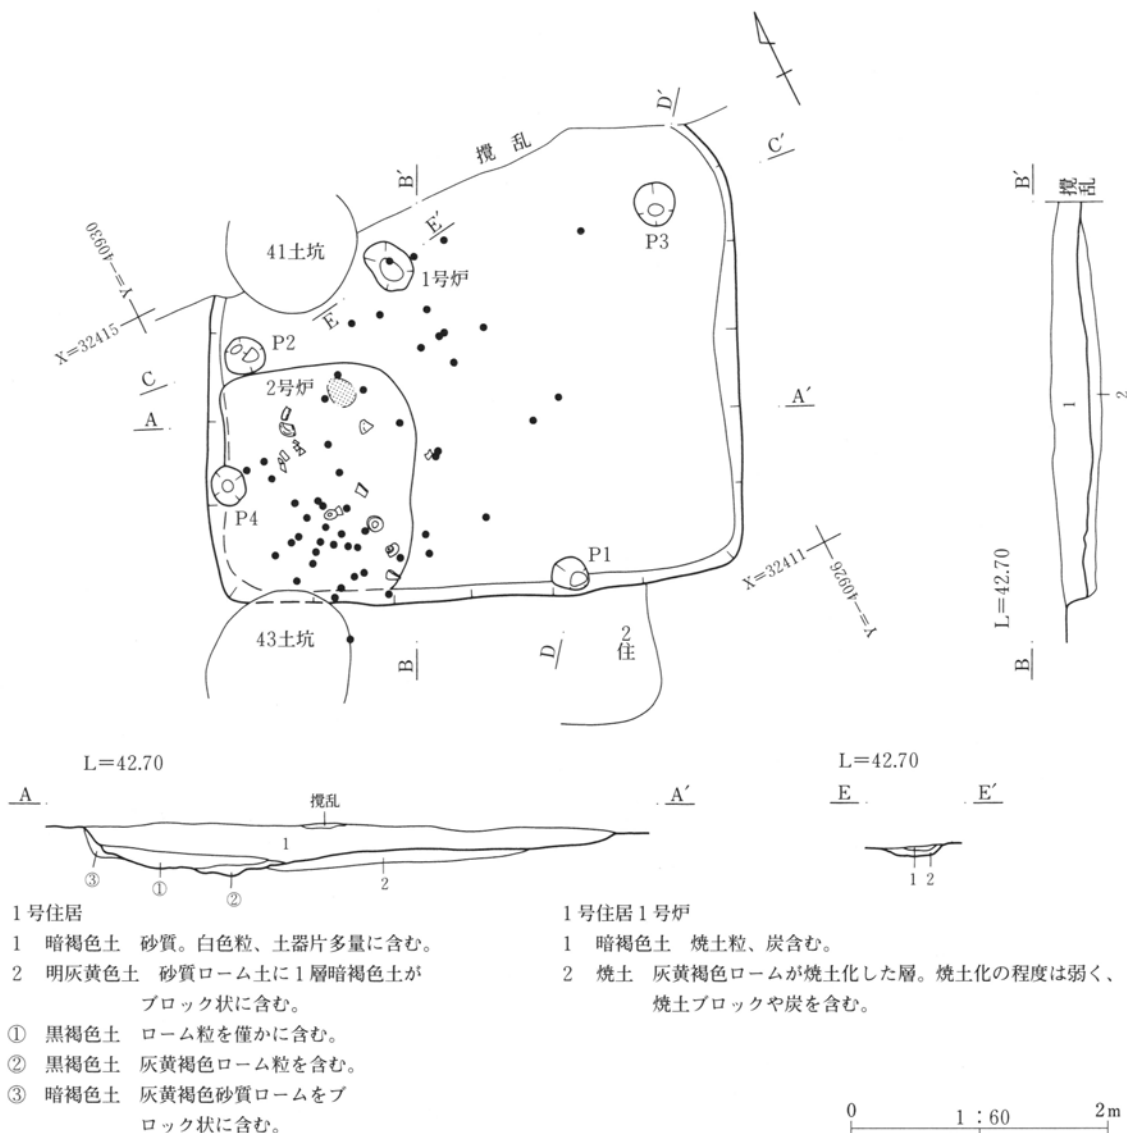 D′
C′
攪乱
B′
E′
P3
41土坑
1号炉
Y=-40930
X=32415
E
P2
C
2号炉
A
A′
P4
P1
X=32411
Y=-40926
43土坑
B
D
2住
B′
攪乱
1
2
L=42.70
B
L=42.70
A
A′
攪乱
1
2
③
①
②
L=42.70
E
E′
1 2
1号住居
1 暗褐色土 砂質。白色粒、土器片多量に含む。
2 明灰黄色土 砂質ローム土に1層暗褐色土が
ブロック状に含む。
① 黒褐色土 ローム粒を僅かに含む。
② 黒褐色土 灰黄褐色ローム粒を含む。
③ 暗褐色土 灰黄褐色砂質ロームをブ
ロック状に含む。
1号住居1号炉
1 暗褐色土 焼土粒、炭含む。
2 焼土 灰黄褐色ロームが焼土化した層。焼土化の程度は弱く、
焼土ブロックや炭を含む。
0 1:60 2m